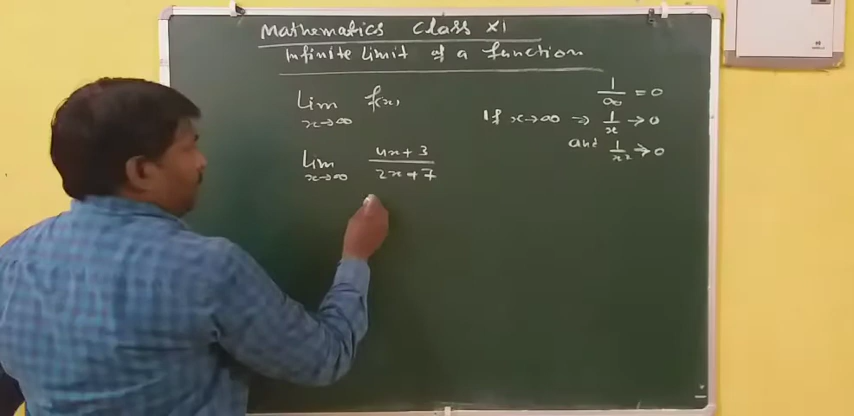 Mathematics Class XI
Infinite Limit of a function
Lim x→∞ f(x)
1/∞ = 0
If x→∞ ⇒ 1/x → 0
and 1/x² → 0
Lim x→∞ 4x + 3 / 2x + 7